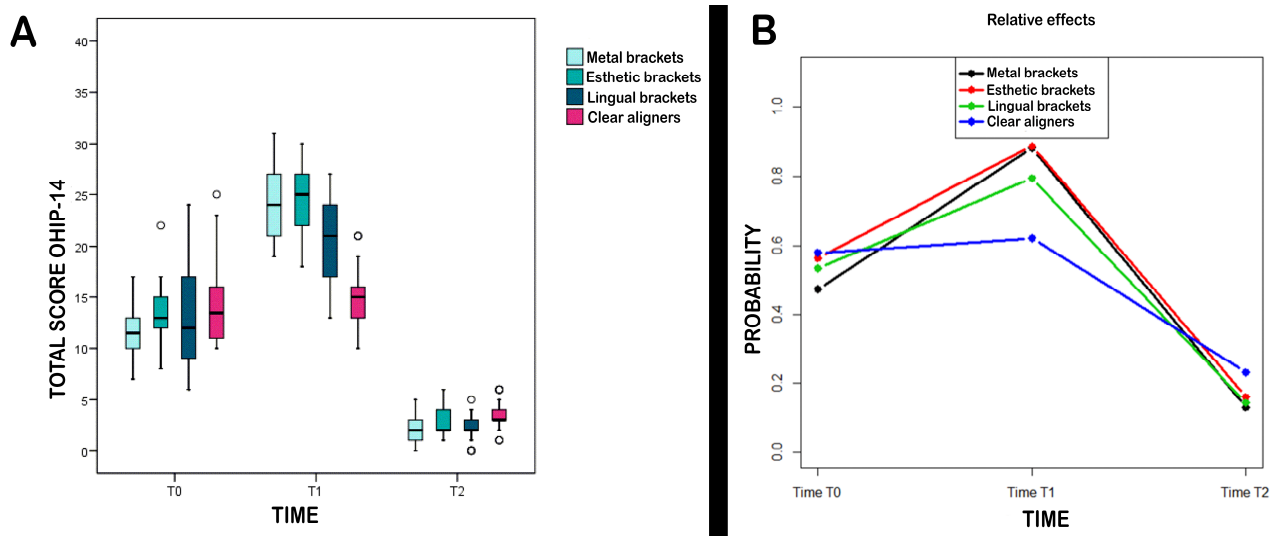 A
TOTAL SCORE OHIP-14
40
35
30
25
20
15
10
5
0
T0
T1
T2
TIME
Metal brackets
Esthetic brackets
Lingual brackets
Clear aligners
B
Relative effects
Metal brackets
Esthetic brackets
Lingual brackets
Clear aligners
PROBABILITY
1.0
0.8
0.6
0.4
0.2
0.0
Time T0
Time T1
Time T2
TIME